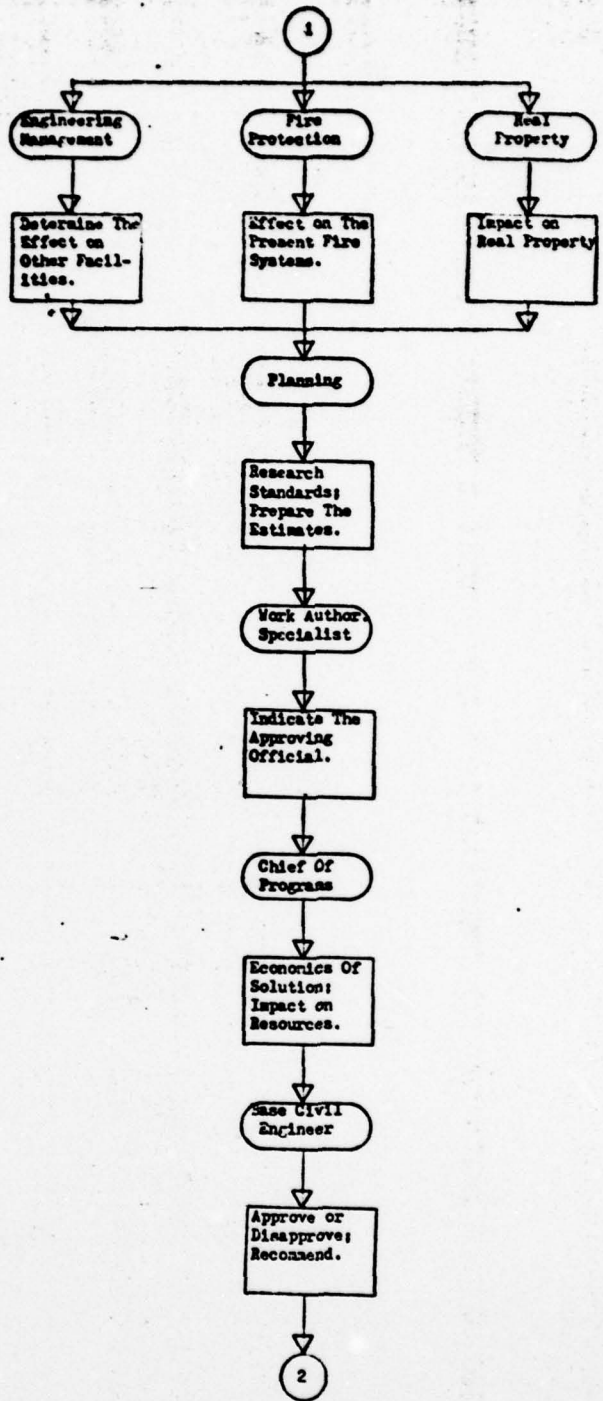 1
Engineering
Management
Fire
Protection
Real
Property
Determine The
Effect on
Other Facil-
ities.
Effect on The
Present Fire
Systems.
Impact on
Real Property
Planning
Research
Standards;
Prepare The
Estimates.
Work Author.
Specialist
Indicate The
Approving
Official.
Chief Of
Programs
Economics Of
Solution;
Impact on
Resources.
Base Civil
Engineer
Approve or
Disapprove;
Recommend.
2